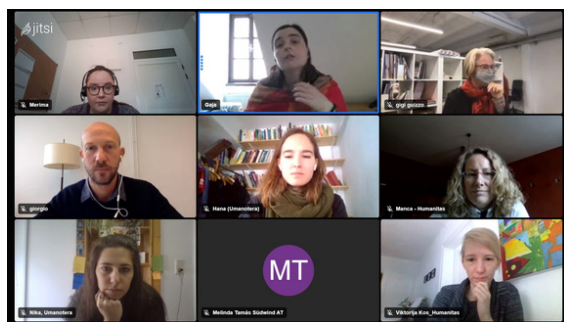 jitsi
Merima
Gaja
gigi guizzo
giorgio
Hana (Umanotera)
Manca - Humanitas
Nika, Umanotera
MT
Melinda Tamás Südwind AT
Viktorija Kos_Humanitas